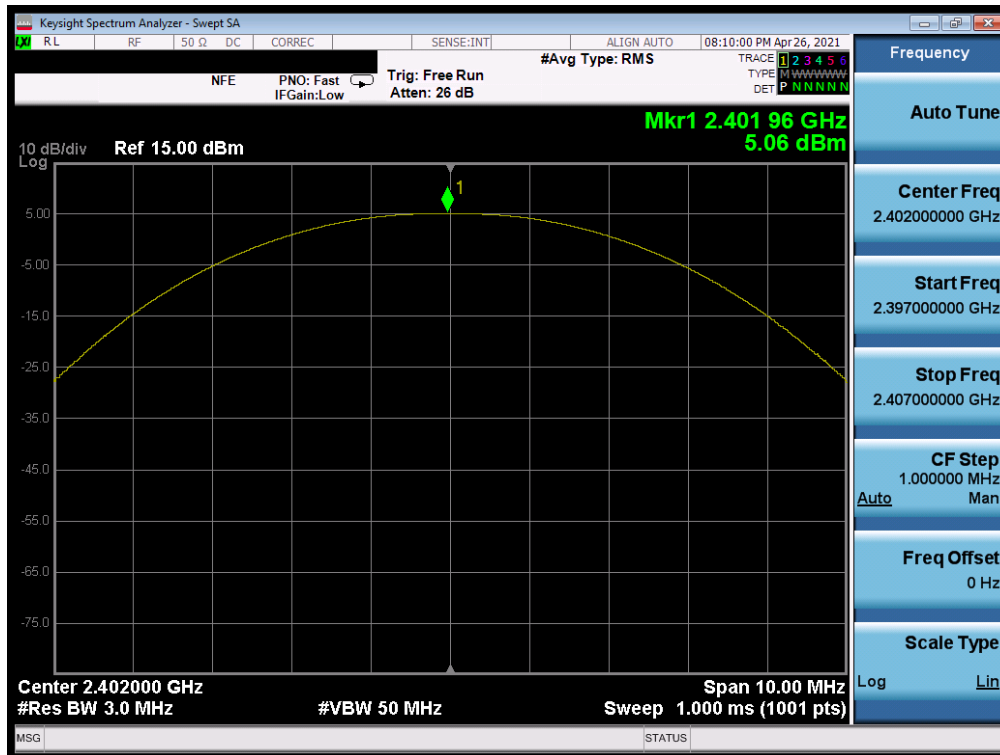 Keysight Spectrum Analyzer - Swept SA
LXI RL RF 50 Ω DC CORREC SENSE:INT ALIGN AUTO 08:10:00 PM Apr 26, 2021
#Avg Type: RMS TRACE 1 2 3 4 5 6
NFE PNO: Fast Trig: Free Run TYPE M W W W W W
IFGain:Low Atten: 26 dB DET P N N N N N
Mkr1 2.401 96 GHz
5.06 dBm
10 dB/div Ref 15.00 dBm
Log
1
5.00
-5.00
-15.0
-25.0
-35.0
-45.0
-55.0
-65.0
-75.0
Center 2.402000 GHz Span 10.00 MHz
#Res BW 3.0 MHz #VBW 50 MHz Sweep 1.000 ms (1001 pts)
MSG STATUS
Frequency
Auto Tune
Center Freq
2.402000000 GHz
Start Freq
2.397000000 GHz
Stop Freq
2.407000000 GHz
CF Step
1.000000 MHz
Auto Man
Freq Offset
0 Hz
Scale Type
Log Lin